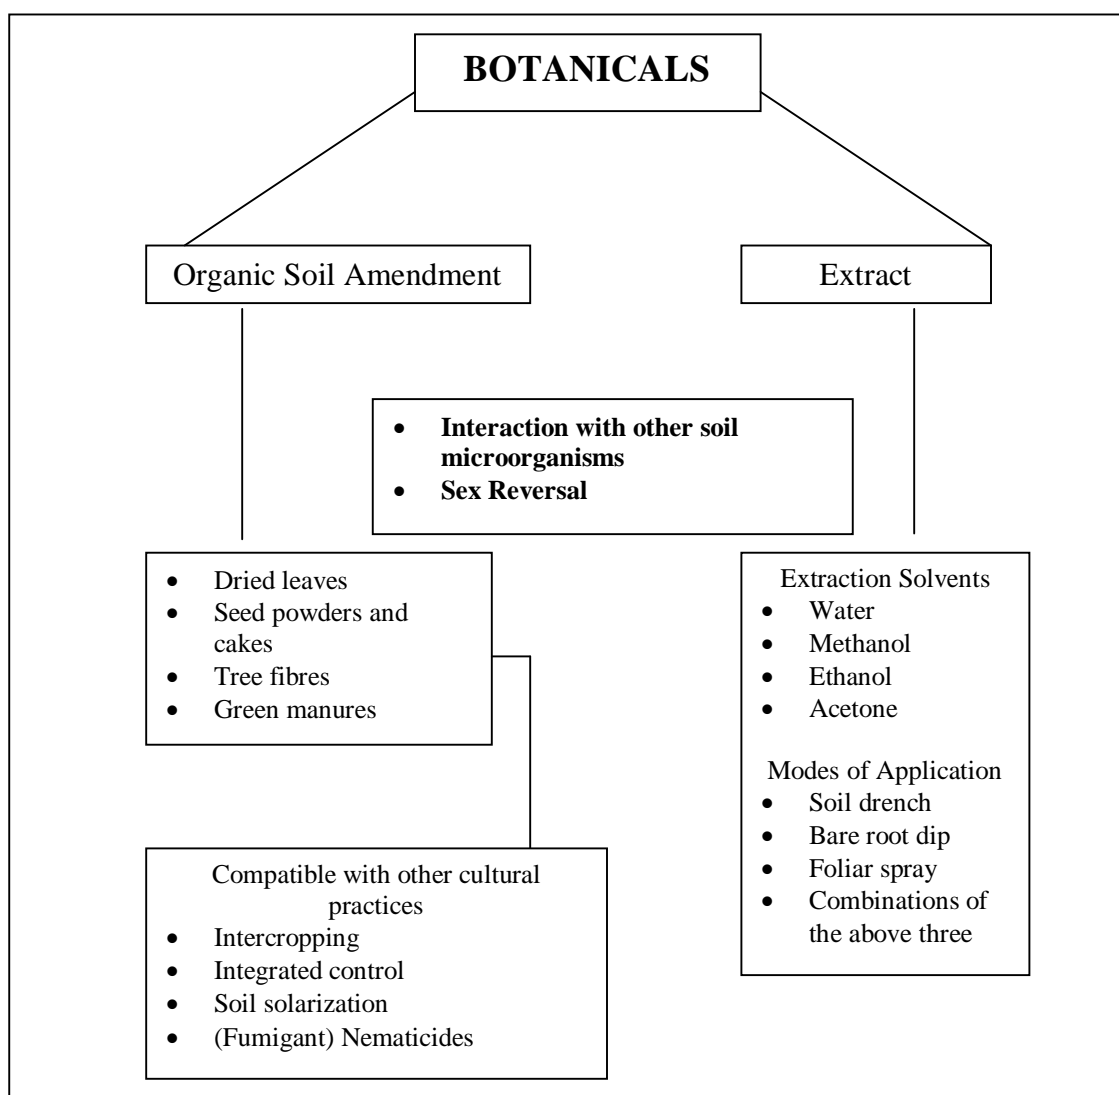 BOTANICALS
Organic Soil Amendment
Extract
• Interaction with other soil
microorganisms
• Sex Reversal
• Dried leaves
• Seed powders and
cakes
• Tree fibres
• Green manures
Extraction Solvents
• Water
• Methanol
• Ethanol
• Acetone
Modes of Application
• Soil drench
• Bare root dip
• Foliar spray
• Combinations of
the above three
Compatible with other cultural
practices
• Intercropping
• Integrated control
• Soil solarization
• (Fumigant) Nematicides